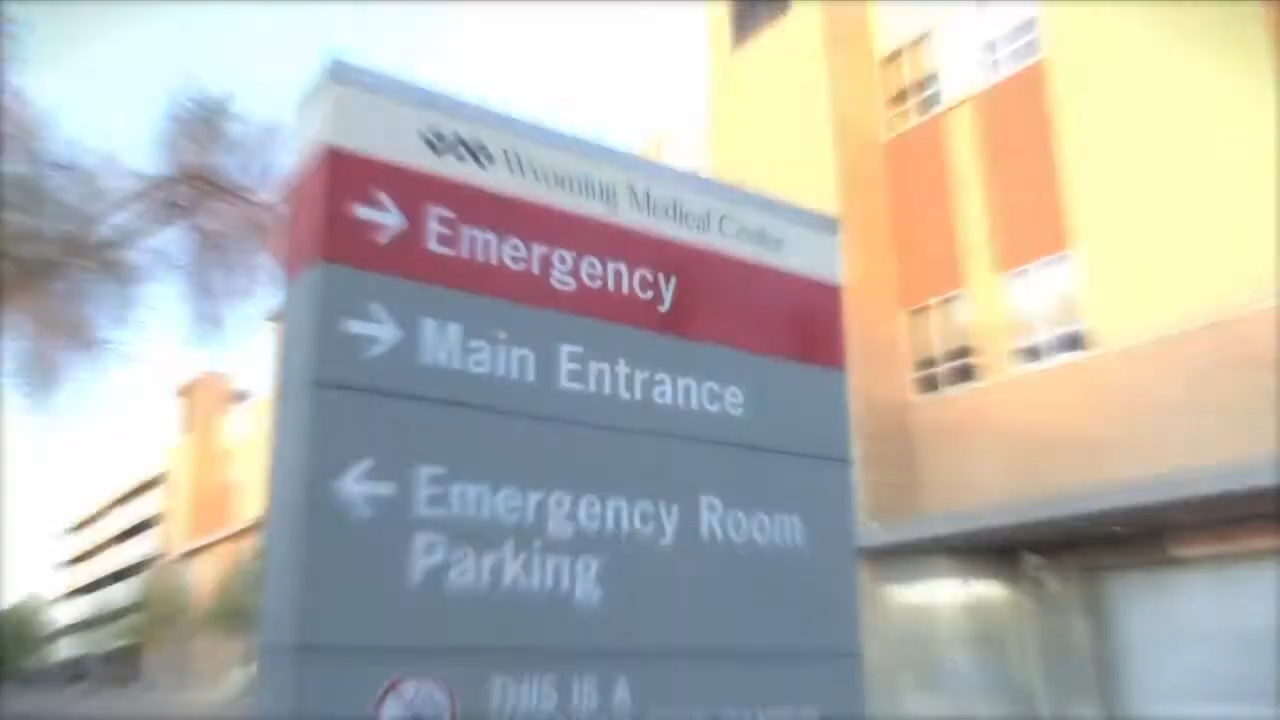 Wyoming Medical Center
→ Emergency
→ Main Entrance
← Emergency Room
Parking
THIS IS A